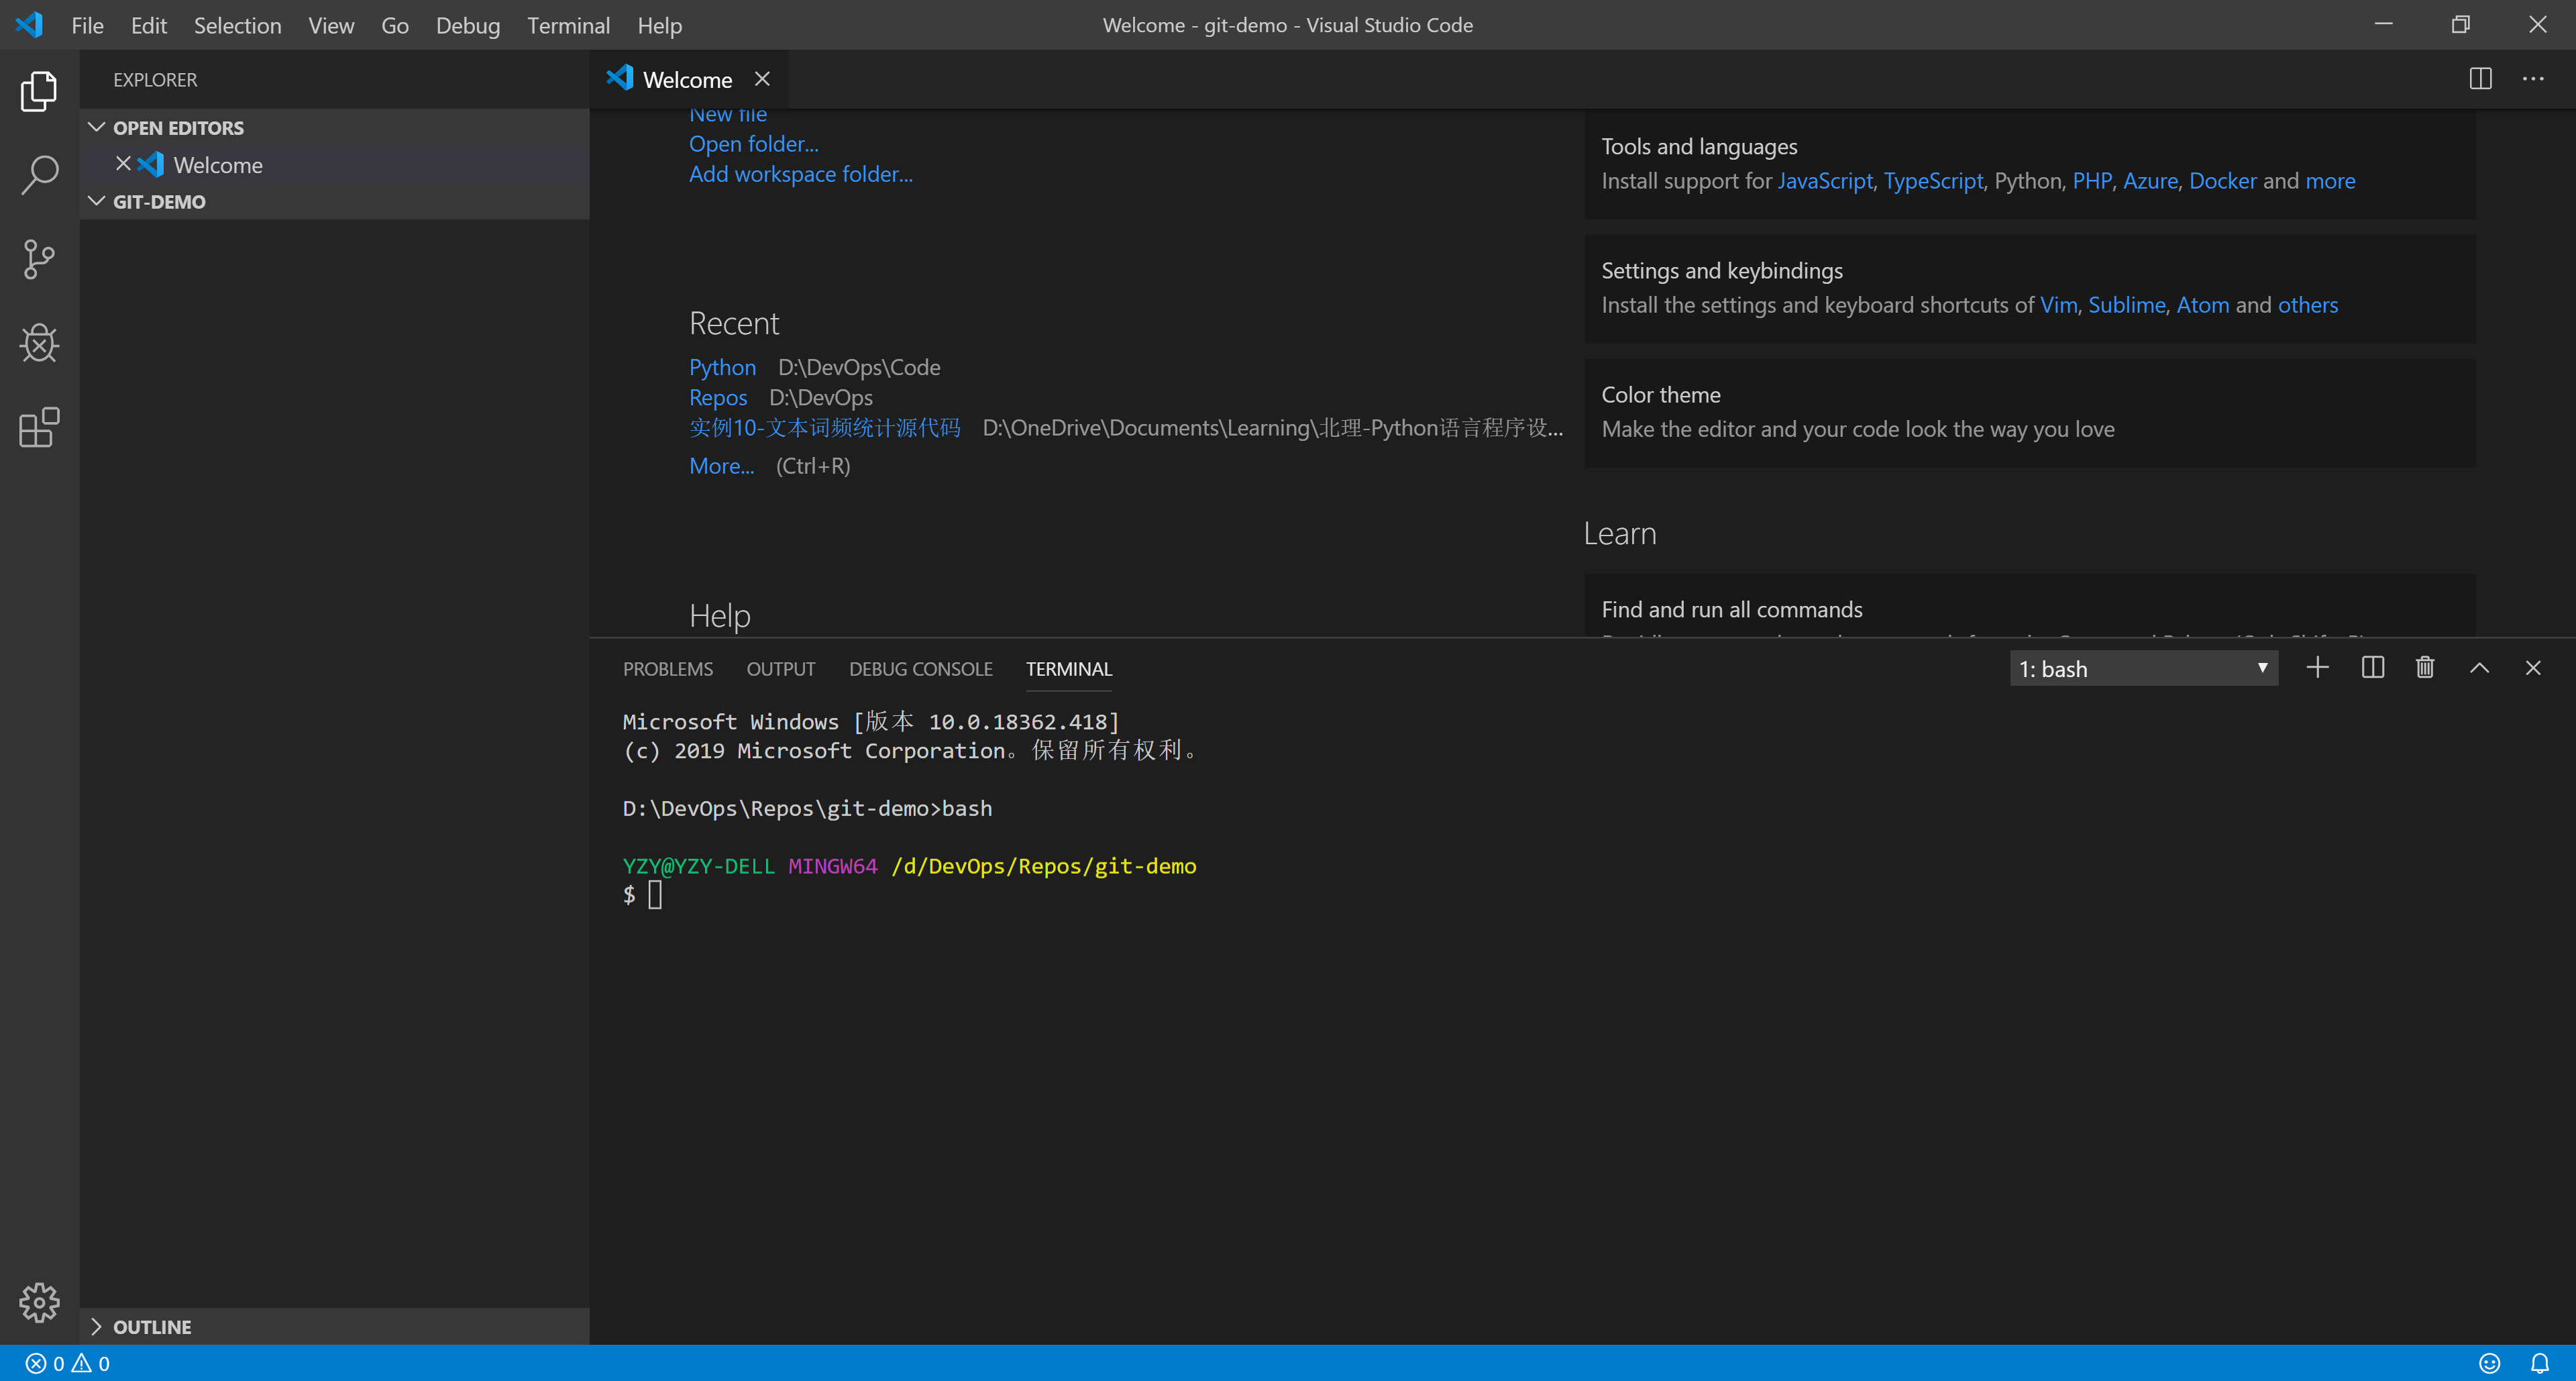 File Edit Selection View Go Debug Terminal Help
Welcome - git-demo - Visual Studio Code
EXPLORER
OPEN EDITORS
Welcome
GIT-DEMO
OUTLINE
Welcome
New file
Open folder...
Add workspace folder...
Recent
Python D:\DevOps\Code
Repos D:\DevOps
实例10-文本词频统计源代码 D:\OneDrive\Documents\Learning\北理-Python语言程序设...
More... (Ctrl+R)
Help
Tools and languages
Install support for JavaScript, TypeScript, Python, PHP, Azure, Docker and more
Settings and keybindings
Install the settings and keyboard shortcuts of Vim, Sublime, Atom and others
Color theme
Make the editor and your code look the way you love
Learn
Find and run all commands
PROBLEMS OUTPUT DEBUG CONSOLE TERMINAL
1: bash
Microsoft Windows [版本 10.0.18362.418]
(c) 2019 Microsoft Corporation。保留所有权利。
D:\DevOps\Repos\git-demo>bash
YZY@YZY-DELL MINGW64 /d/DevOps/Repos/git-demo
$
0 0